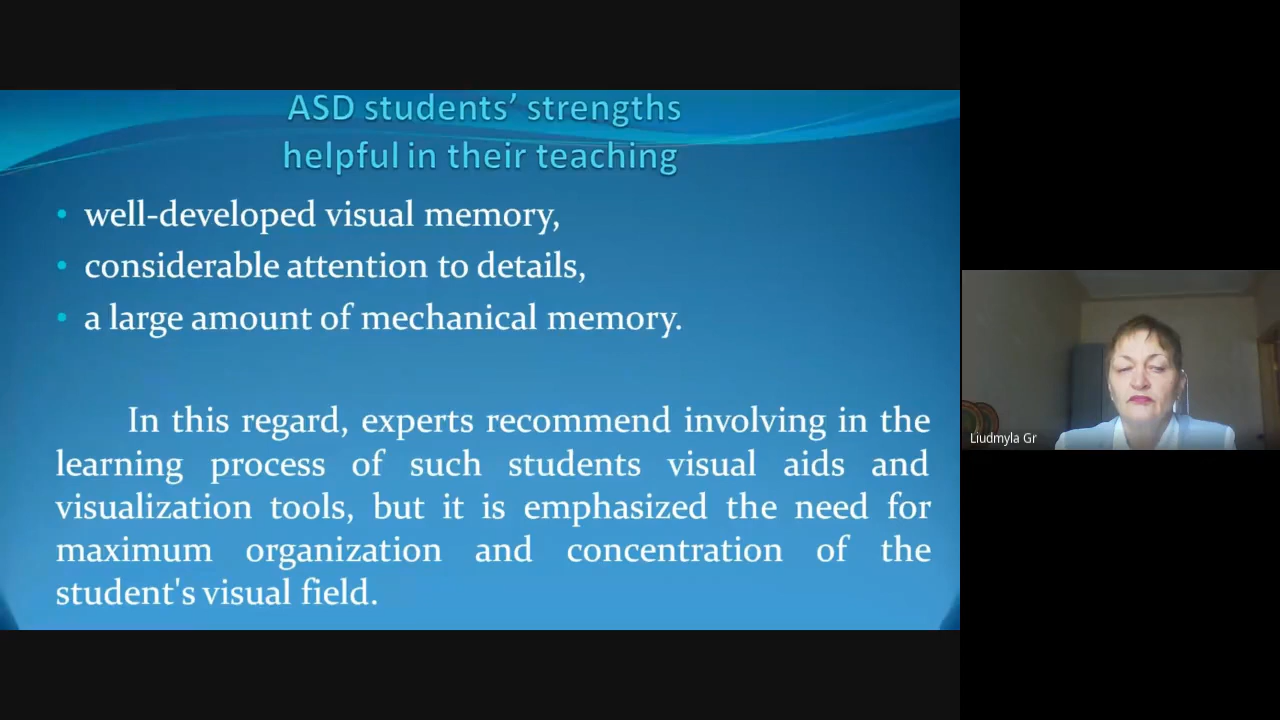 ASD students’ strengths
helpful in their teaching
• well-developed visual memory,
• considerable attention to details,
• a large amount of mechanical memory.
In this regard, experts recommend involving in the
learning process of such students visual aids and
visualization tools, but it is emphasized the need for
maximum organization and concentration of the
student's visual field.
Liudmyla Gr